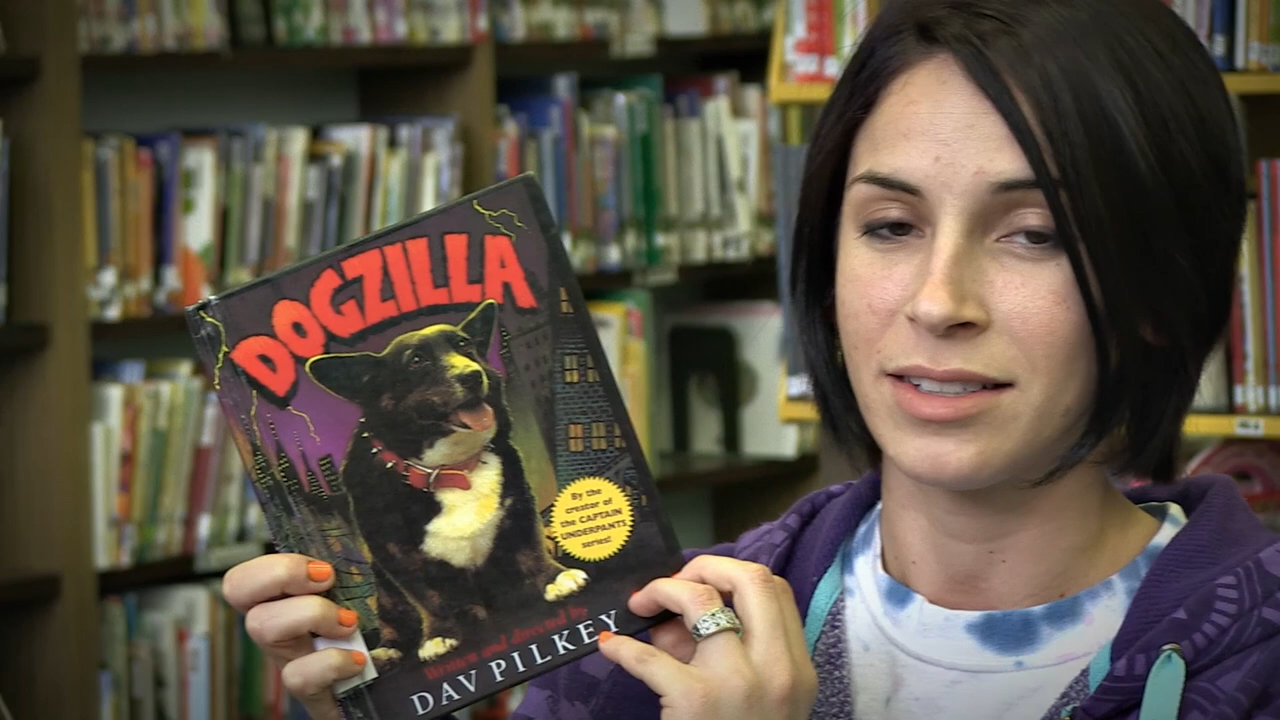 DOGZILLA
By the
creator of
the CAPTAIN
UNDERPANTS
series!
Written and directed by
DAV PILKEY